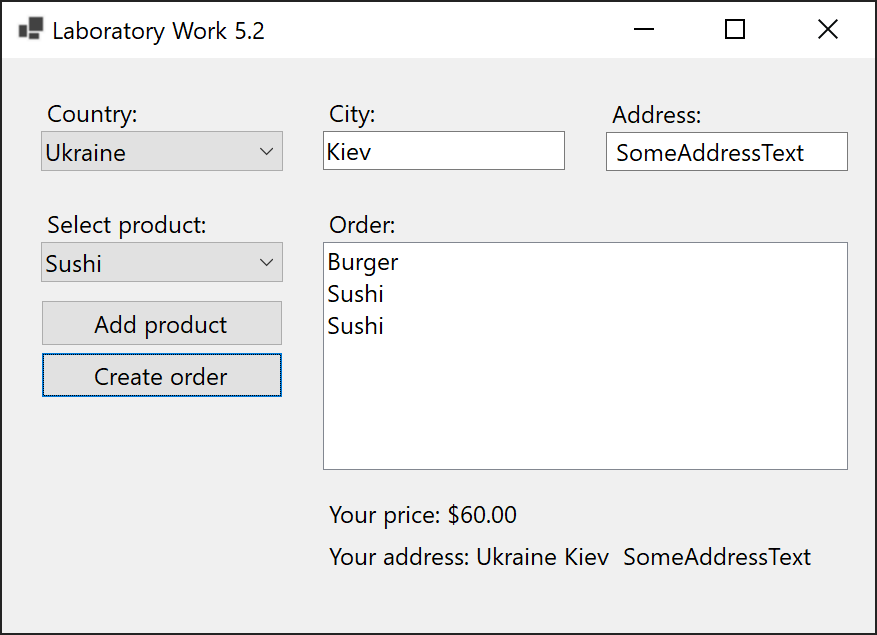 Laboratory Work 5.2
Country: City: Address:
Ukraine Kiev SomeAddressText
Select product: Order:
Sushi
Burger
Sushi
Sushi
Add product
Create order
Your price: $60.00
Your address: Ukraine Kiev  SomeAddressText